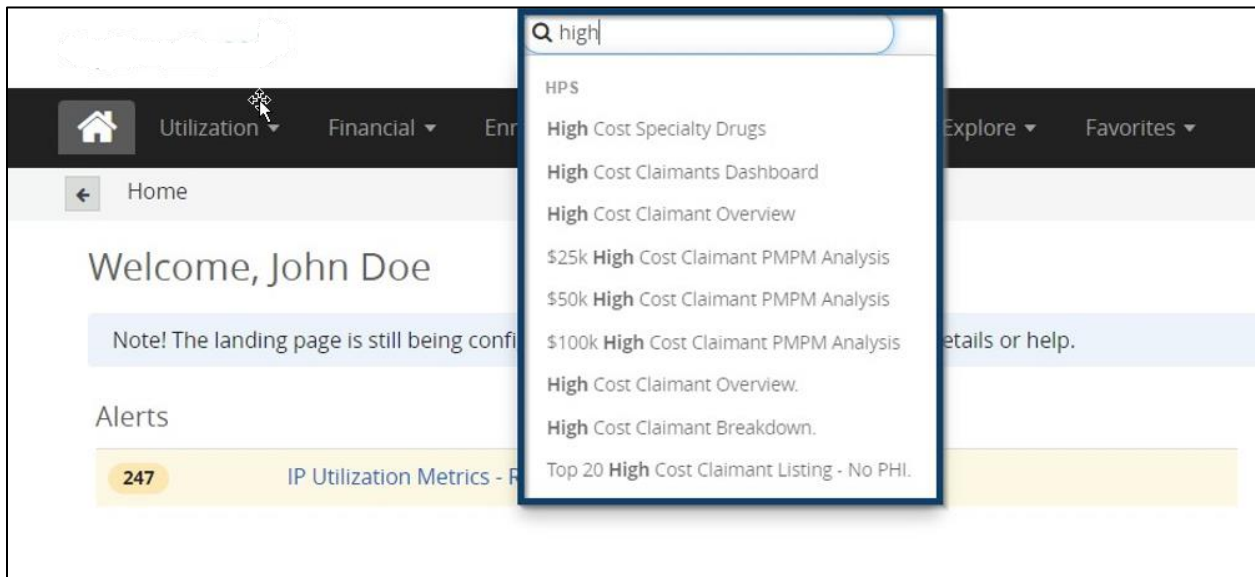 high
HPS
High Cost Specialty Drugs
High Cost Claimants Dashboard
High Cost Claimant Overview
$25k High Cost Claimant PMPM Analysis
$50k High Cost Claimant PMPM Analysis
$100k High Cost Claimant PMPM Analysis
High Cost Claimant Overview.
High Cost Claimant Breakdown.
Top 20 High Cost Claimant Listing - No PHI.
Utilization Financial Explore Favorites
Home
Welcome, John Doe
Note! The landing page is still being or help.
Alerts
247 IP Utilization Metrics -